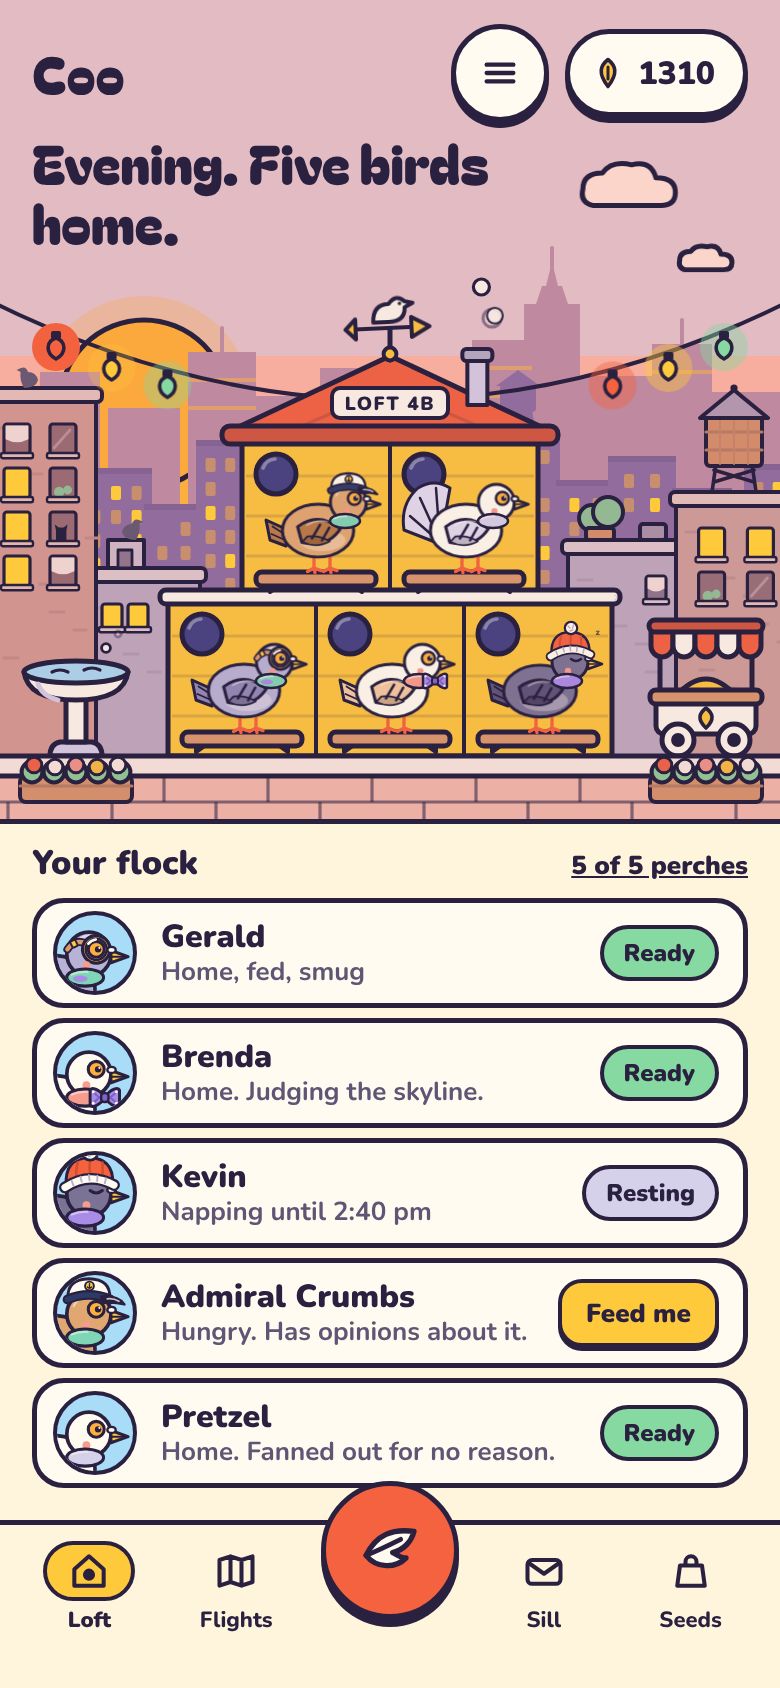 Coo
1310
Evening. Five birds
home.
LOFT 4B
z
Your flock
5 of 5 perches
Gerald
Home, fed, smug
Ready
Brenda
Home. Judging the skyline.
Ready
Kevin
Napping until 2:40 pm
Resting
Admiral Crumbs
Hungry. Has opinions about it.
Feed me
Pretzel
Home. Fanned out for no reason.
Ready
Loft
Flights
Sill
Seeds